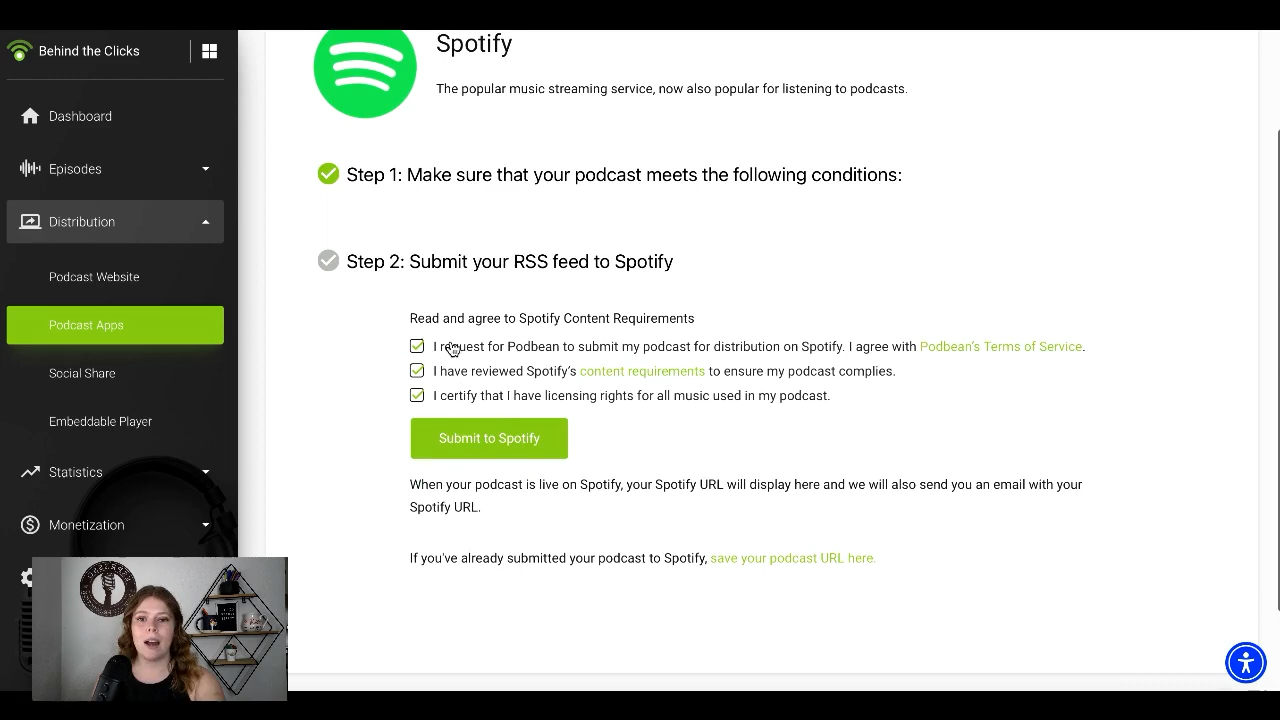 Behind the Clicks
Dashboard
Episodes
Distribution
Podcast Website
Podcast Apps
Social Share
Embeddable Player
Statistics
Monetization
Spotify
The popular music streaming service, now also popular for listening to podcasts.
Step 1: Make sure that your podcast meets the following conditions:
Step 2: Submit your RSS feed to Spotify
Read and agree to Spotify Content Requirements
I request for Podbean to submit my podcast for distribution on Spotify. I agree with Podbean's Terms of Service.
I have reviewed Spotify's content requirements to ensure my podcast complies.
I certify that I have licensing rights for all music used in my podcast.
Submit to Spotify
When your podcast is live on Spotify, your Spotify URL will display here and we will also send you an email with your
Spotify URL.
If you've already submitted your podcast to Spotify, save your podcast URL here.